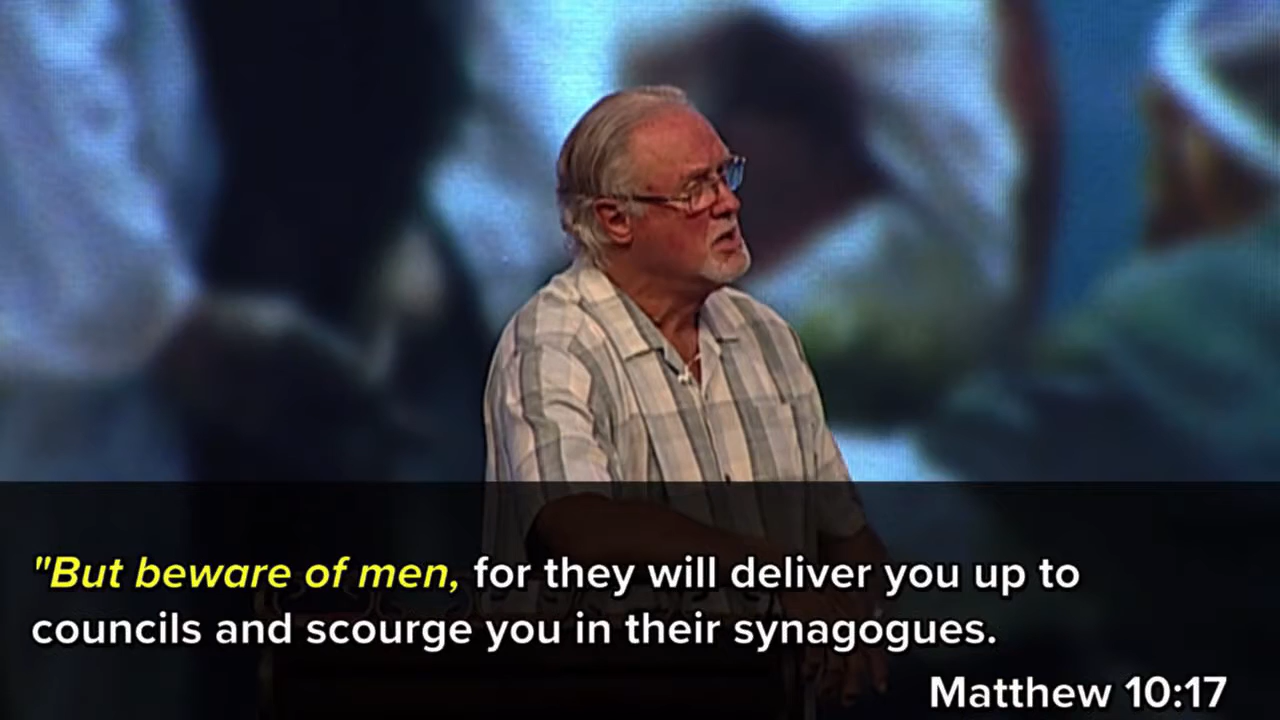 "But beware of men, for they will deliver you up to
councils and scourge you in their synagogues.
Matthew 10:17